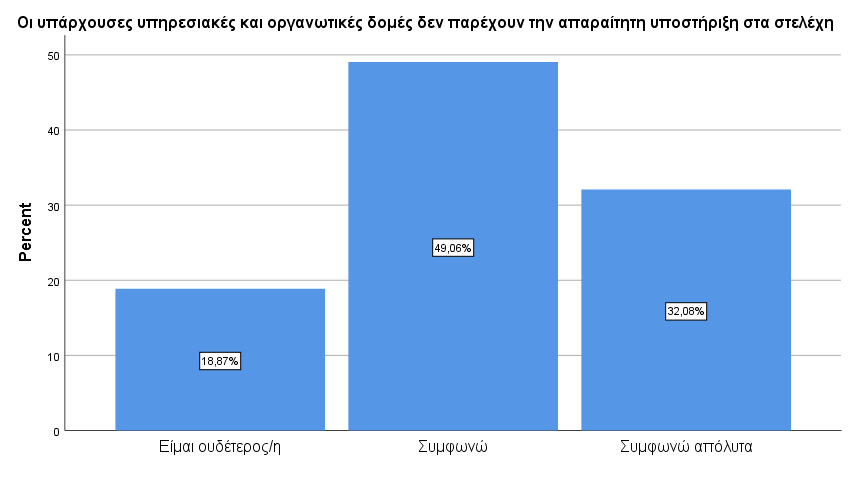 Οι υπάρχουσες υπηρεσιακές και οργανωτικές δομές δεν παρέχουν την απαραίτητη υποστήριξη στα στελέχη
50
40
30
20
10
0
Percent
18,87%
49,06%
32,08%
Είμαι ουδέτερος/η
Συμφωνώ
Συμφωνώ απόλυτα